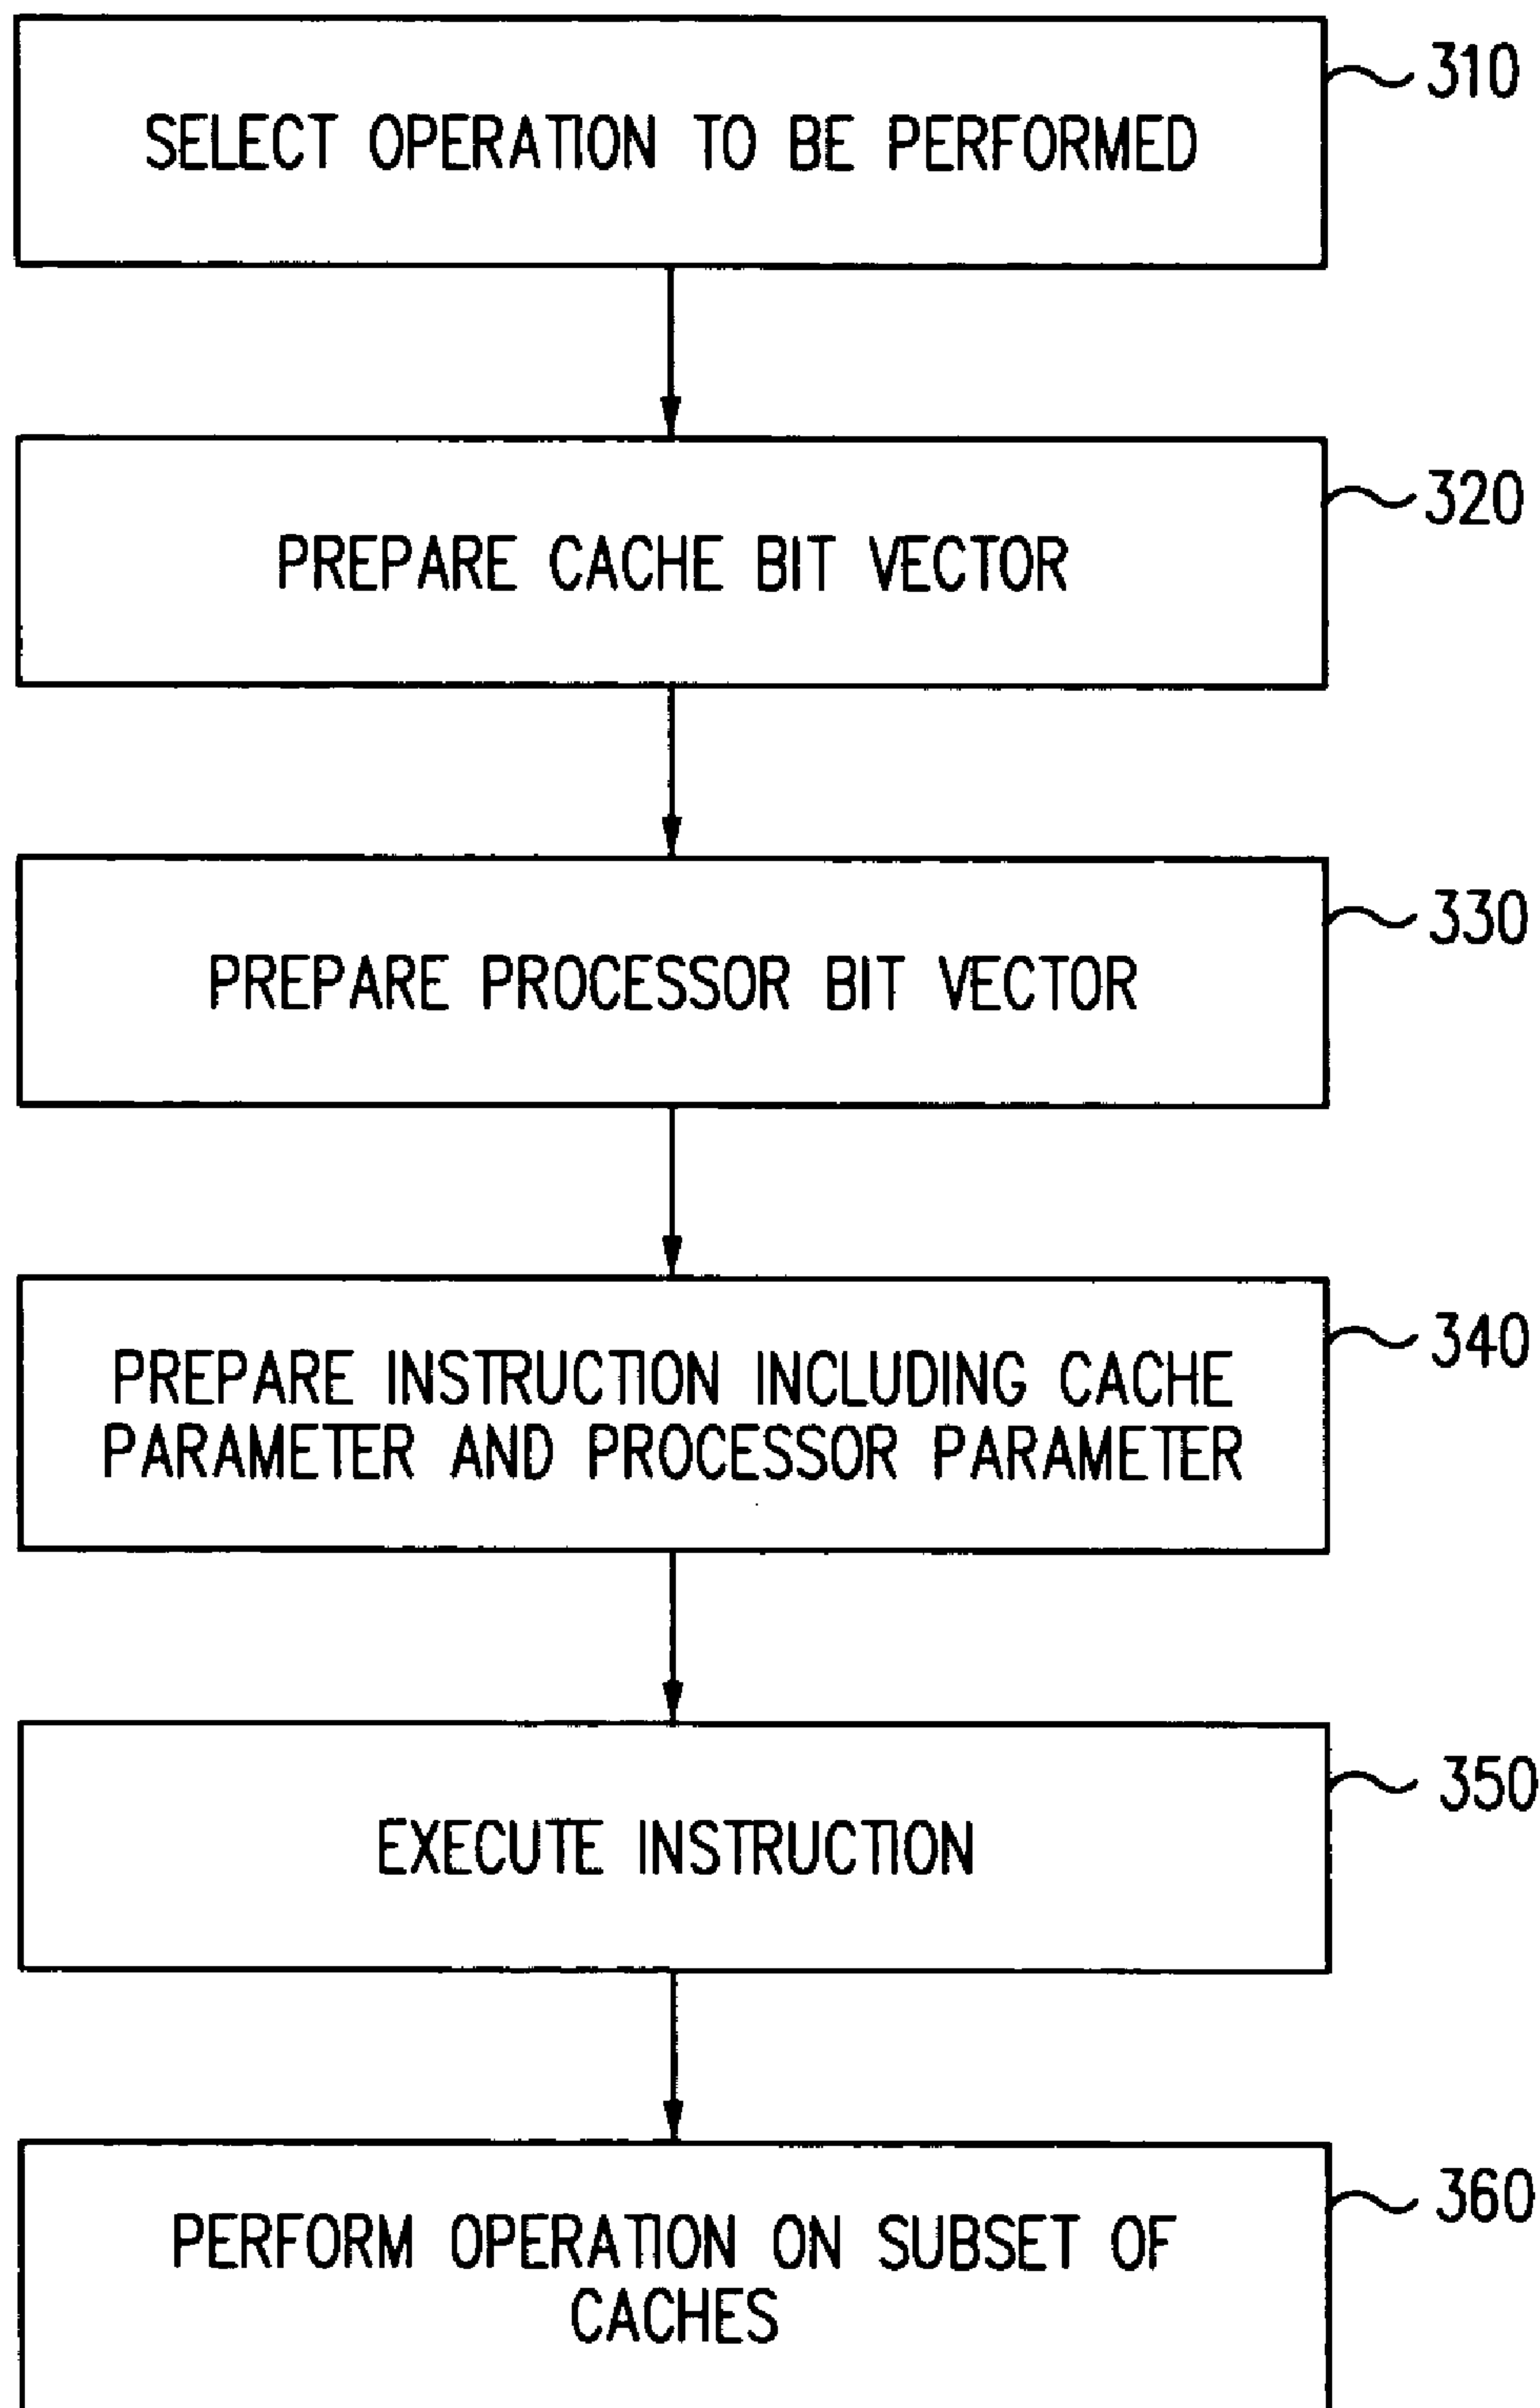 310
SELECT OPERATION TO BE PERFORMED
320
PREPARE CACHE BIT VECTOR
330
PREPARE PROCESSOR BIT VECTOR
340
PREPARE INSTRUCTION INCLUDING CACHE
PARAMETER AND PROCESSOR PARAMETER
350
EXECUTE INSTRUCTION
360
PERFORM OPERATION ON SUBSET OF
CACHES